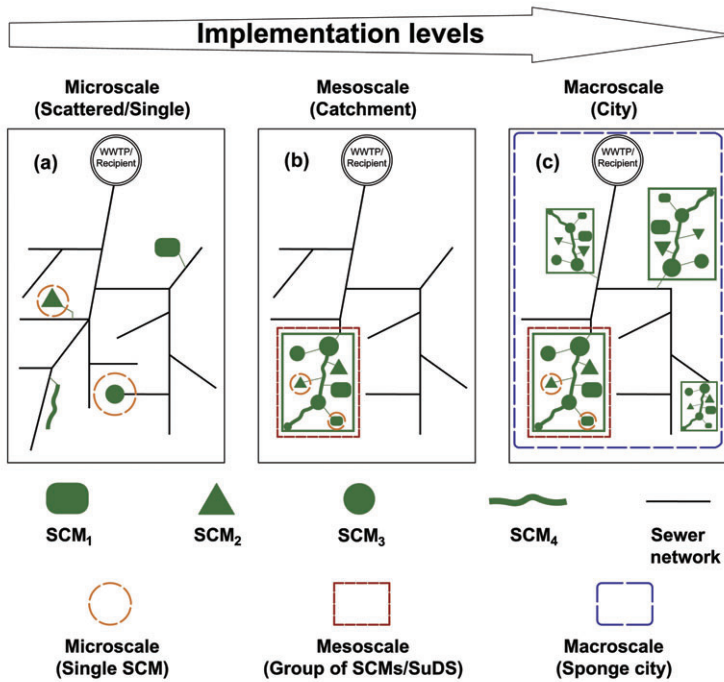 Implementation levels
Microscale
(Scattered/Single)
Mesoscale
(Catchment)
Macroscale
(City)
(a)
WWTP/
Recipient
(b)
WWTP/
Recipient
(c)
WWTP/
Recipient
SCM₁
SCM₂
SCM₃
SCM₄
Sewer
network
Microscale
(Single SCM)
Mesoscale
(Group of SCMs/SuDS)
Macroscale
(Sponge city)